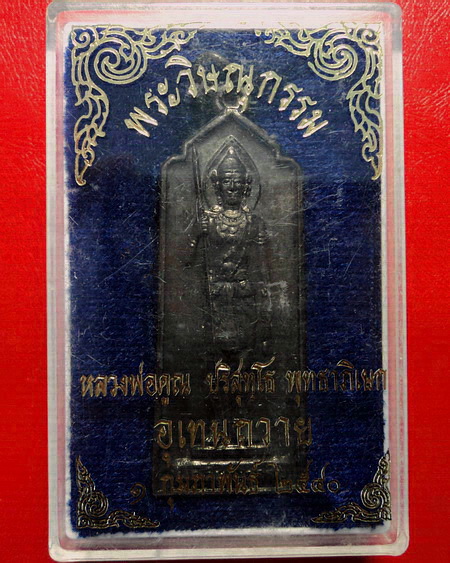 พระวิษณุกรรม
หลวงพ่อคูณ ปริสุทโธ พุทธาภิเษก
อุเทนถวาย
๑ กุมภาพันธ์ ๒๕๔๐